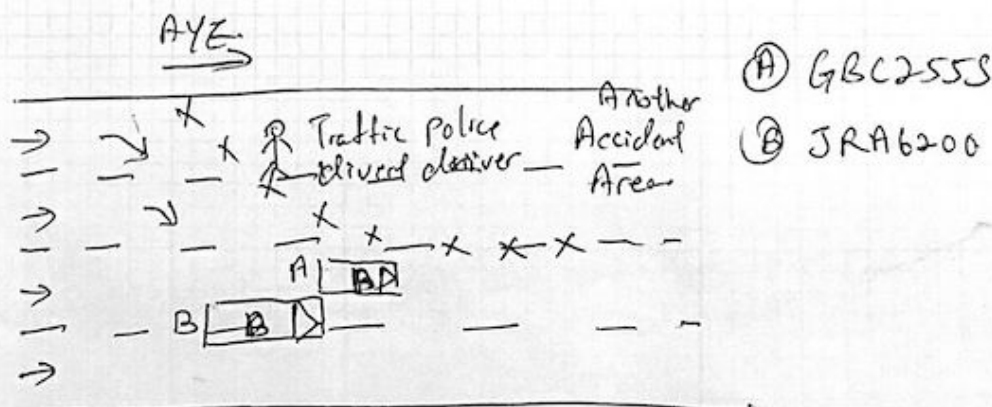 AYE
Traffic police
Another
Accident
Area
Ⓐ GBC2555
Ⓑ JRA6200
A
B
B